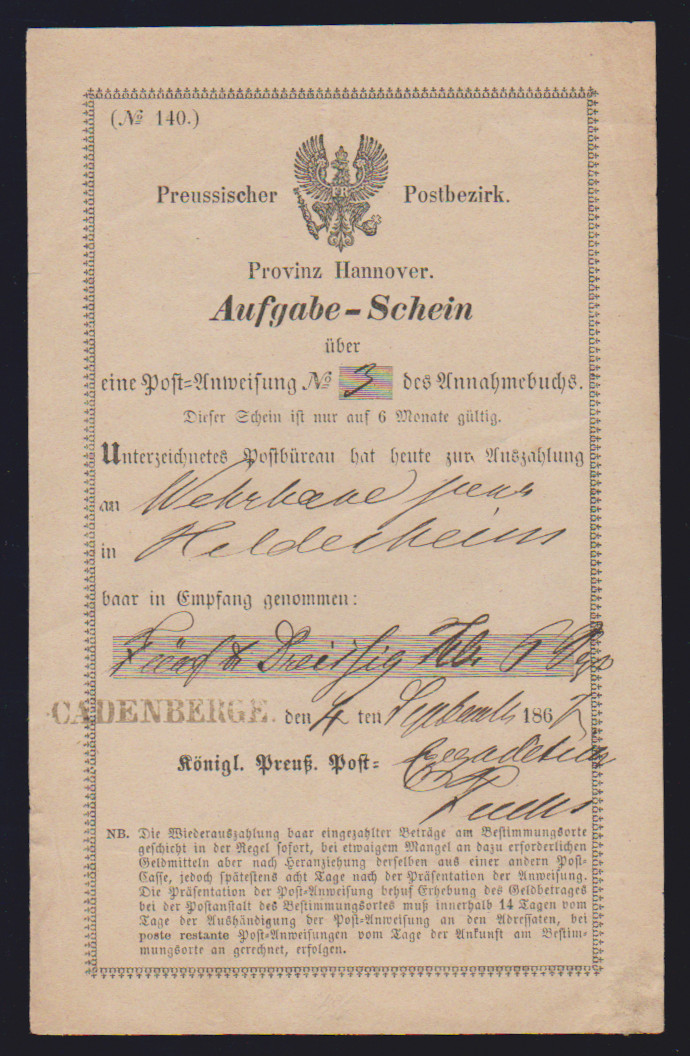 (№ 140.)
FR
Preussischer Postbezirk.
Provinz Hannover.
Aufgabe-Schein
über
eine Post-Anweisung № 3 des Annahmebuchs.
Dieser Schein ist nur auf 6 Monate gültig.
Unterzeichnetes Postbüreau hat heute zur Auszahlung
an
in
baar in Empfang genommen:
Fünf & Dreißig 6
CADENBERGE. den 4 ten September 1867
Königl. Preuß. Post-
Fuchs
NB. Die Wiederauszahlung baar eingezahlter Beträge am Bestimmungsorte
geschieht in der Regel sofort, bei etwaigem Mangel an dazu erforderlichen
Geldmitteln aber nach Heranziehung derselben aus einer andern Post-
Casse, jedoch spätestens acht Tage nach der Präsentation der Anweisung.
Die Präsentation der Post-Anweisung behuf Erhebung des Geldbetrages
bei der Postanstalt des Bestimmungsortes muß innerhalb 14 Tagen vom
Tage der Aushändigung der Post-Anweisung an den Adressaten, bei
poste restante Post-Anweisungen vom Tage der Ankunft am Bestim-
mungsorte an gerechnet, erfolgen.